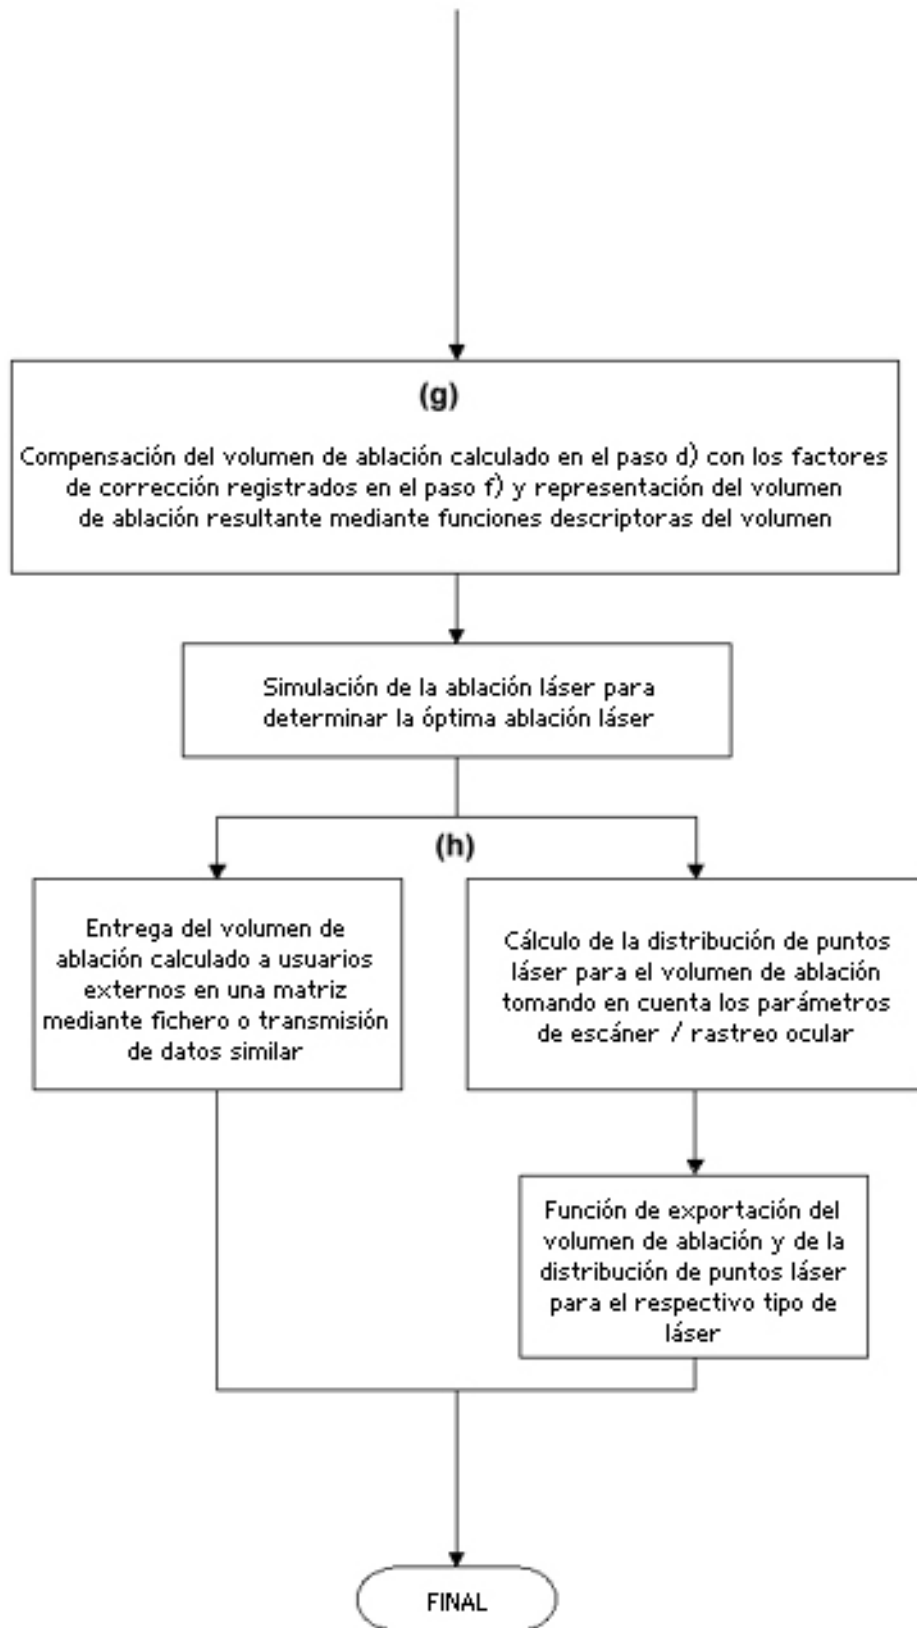 (g)
Compensación del volumen de ablación calculado en el paso d) con los factores
de corrección registrados en el paso f) y representación del volumen
de ablación resultante mediante funciones descriptoras del volumen
Simulación de la ablación láser para
determinar la óptima ablación láser
(h)
Entrega del volumen de
ablación calculado a usuarios
externos en una matriz
mediante fichero o transmisión
de datos similar
Cálculo de la distribución de puntos
láser para el volumen de ablación
tomando en cuenta los parámetros
de escáner / rastreo ocular
Función de exportación del
volumen de ablación y de la
distribución de puntos láser
para el respectivo tipo de
láser
FINAL